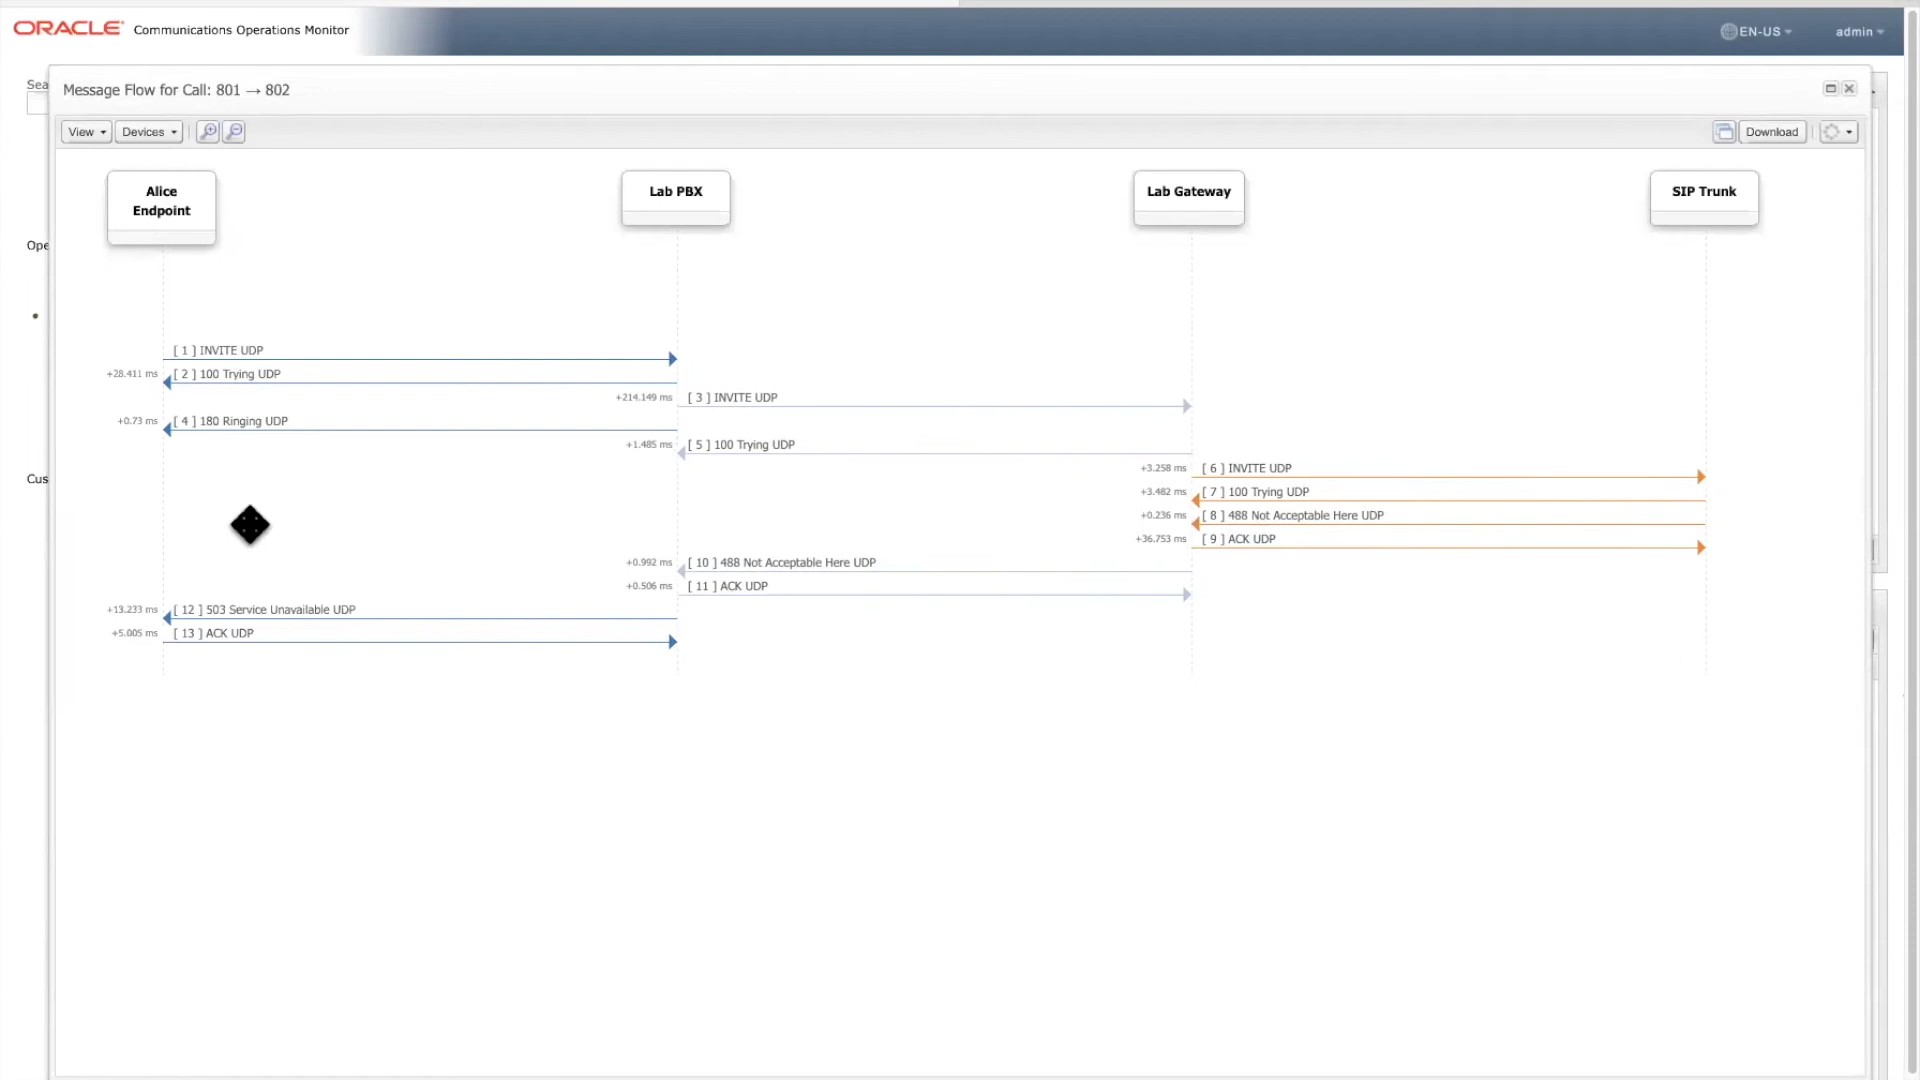 ORACLE Communications Operations Monitor
EN-US
admin
Sea
Message Flow for Call: 801 → 802
View
Devices
Download
Alice
Endpoint
Lab PBX
Lab Gateway
SIP Trunk
Ope
[ 1 ] INVITE UDP
+28.411 ms [ 2 ] 100 Trying UDP
+214.149 ms [ 3 ] INVITE UDP
+0.73 ms [ 4 ] 180 Ringing UDP
+1.485 ms [ 5 ] 100 Trying UDP
+3.258 ms [ 6 ] INVITE UDP
Cus
+3.482 ms [ 7 ] 100 Trying UDP
+0.236 ms [ 8 ] 488 Not Acceptable Here UDP
+36.753 ms [ 9 ] ACK UDP
+0.992 ms [ 10 ] 488 Not Acceptable Here UDP
+0.506 ms [ 11 ] ACK UDP
+13.233 ms [ 12 ] 503 Service Unavailable UDP
+5.005 ms [ 13 ] ACK UDP